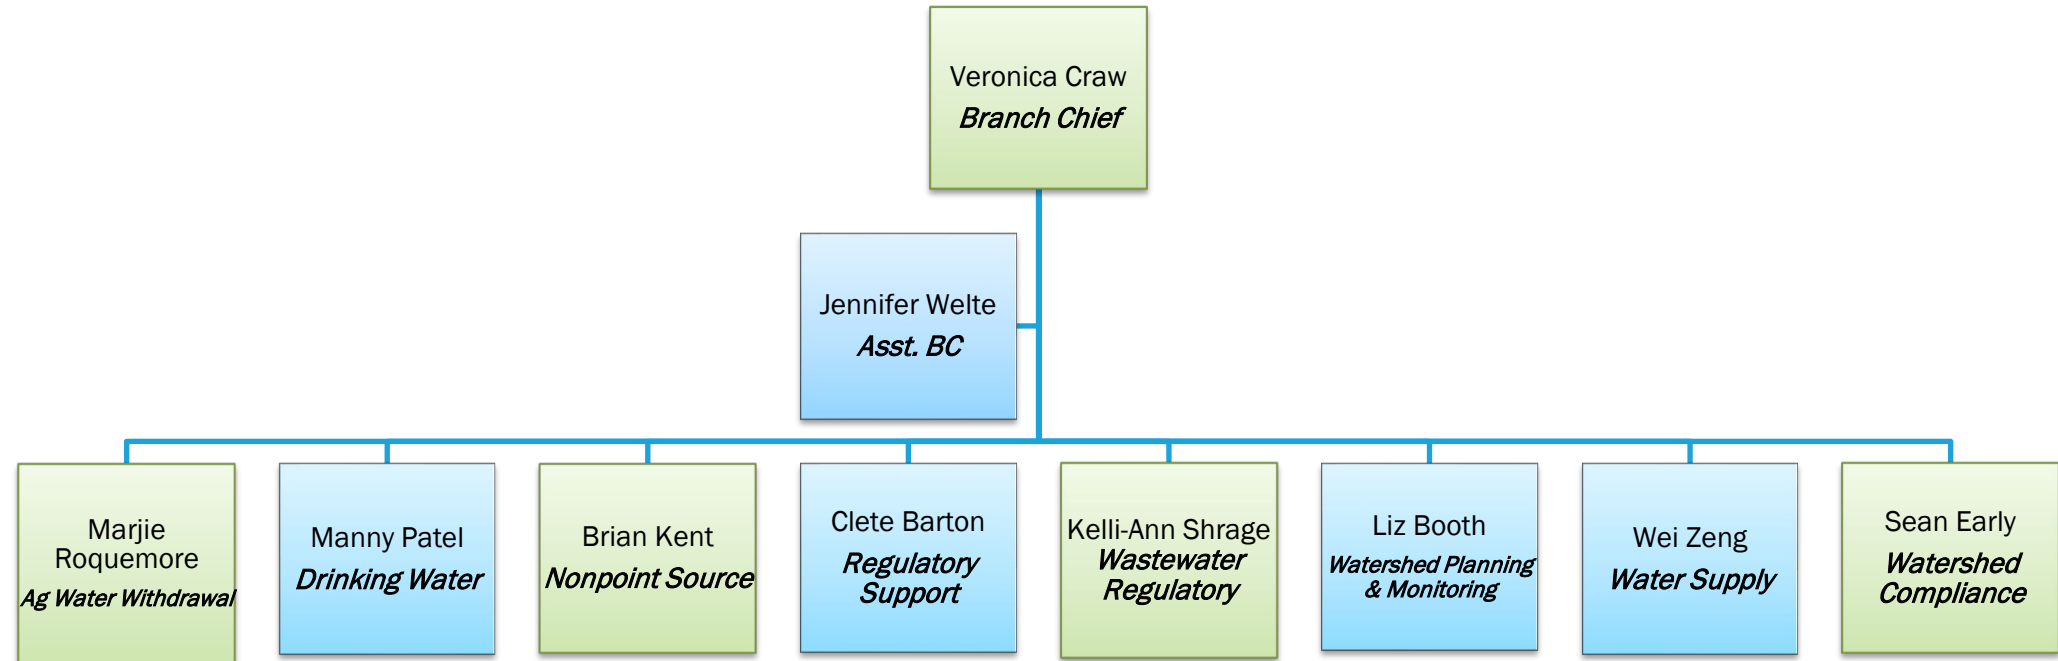 Veronica Craw
Branch Chief
Jennifer Welte
Asst. BC
Marjie
Roquemore
Ag Water Withdrawal
Manny Patel
Drinking Water
Brian Kent
Nonpoint Source
Clete Barton
Regulatory
Support
Kelli-Ann Shrage
Wastewater
Regulatory
Liz Booth
Watershed Planning
& Monitoring
Wei Zeng
Water Supply
Sean Early
Watershed
Compliance